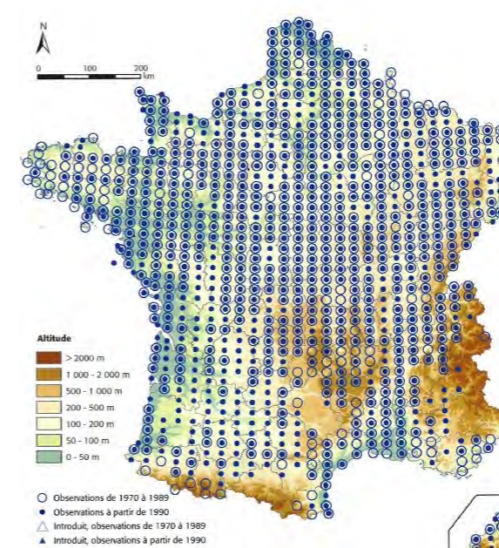 N
0 100 200
km
Altitude
> 2000 m
1 000 - 2 000 m
500 - 1 000 m
200 - 500 m
100 - 200 m
50 - 100 m
0 - 50 m
Observations de 1970 à 1989
Observations à partir de 1990
Introduit, observations de 1970 à 1989
Introduit, observations à partir de 1990